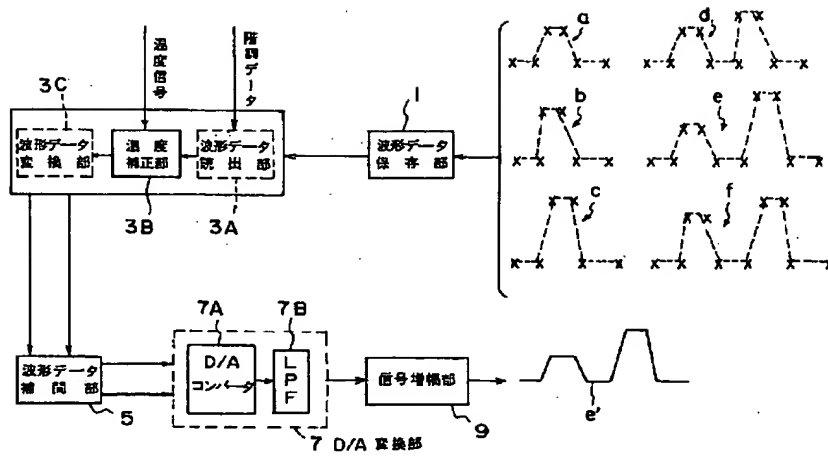 温度信号
階調データ
3C
波形データ
変換部
温度
補正部
波形データ
読出部
3B
3A
1
波形データ
保存部
a
b
c
d
e
f
波形データ
補間部
5
7A
D/A
コンバータ
7B
LPF
7 D/A 変換部
信号増幅部
9
e'